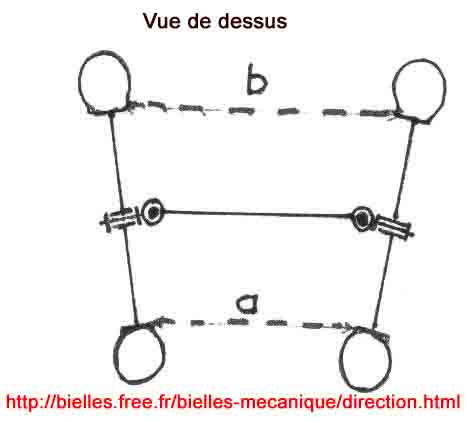 Vue de dessus
b
a
http://bielles.free.fr/bielles-mecanique/direction.html